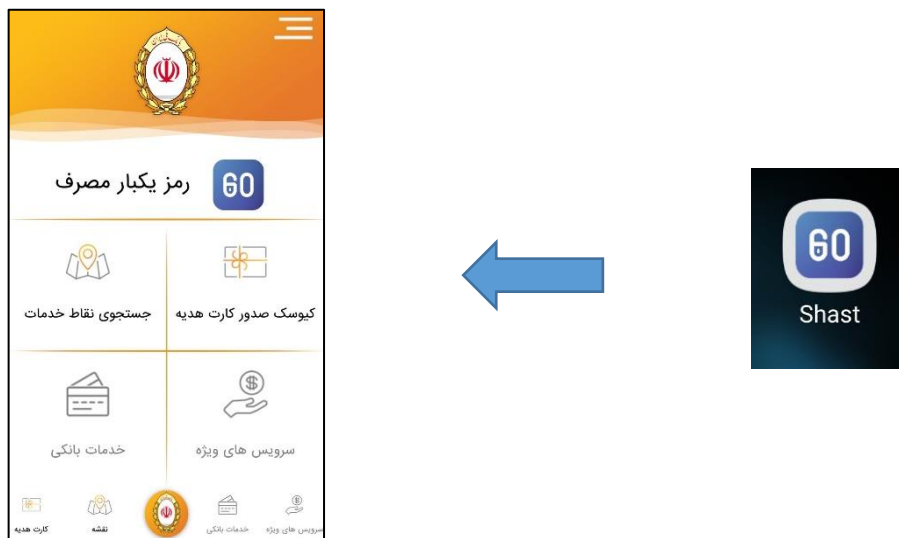 رمز یکبار مصرف
60
کیوسک صدور کارت هدیه
جستجوی نقاط خدمات
سرویس های ویژه
خدمات بانکی
سرویس های ویژه
خدمات بانکی
نقشه
کارت هدیه
60
Shast